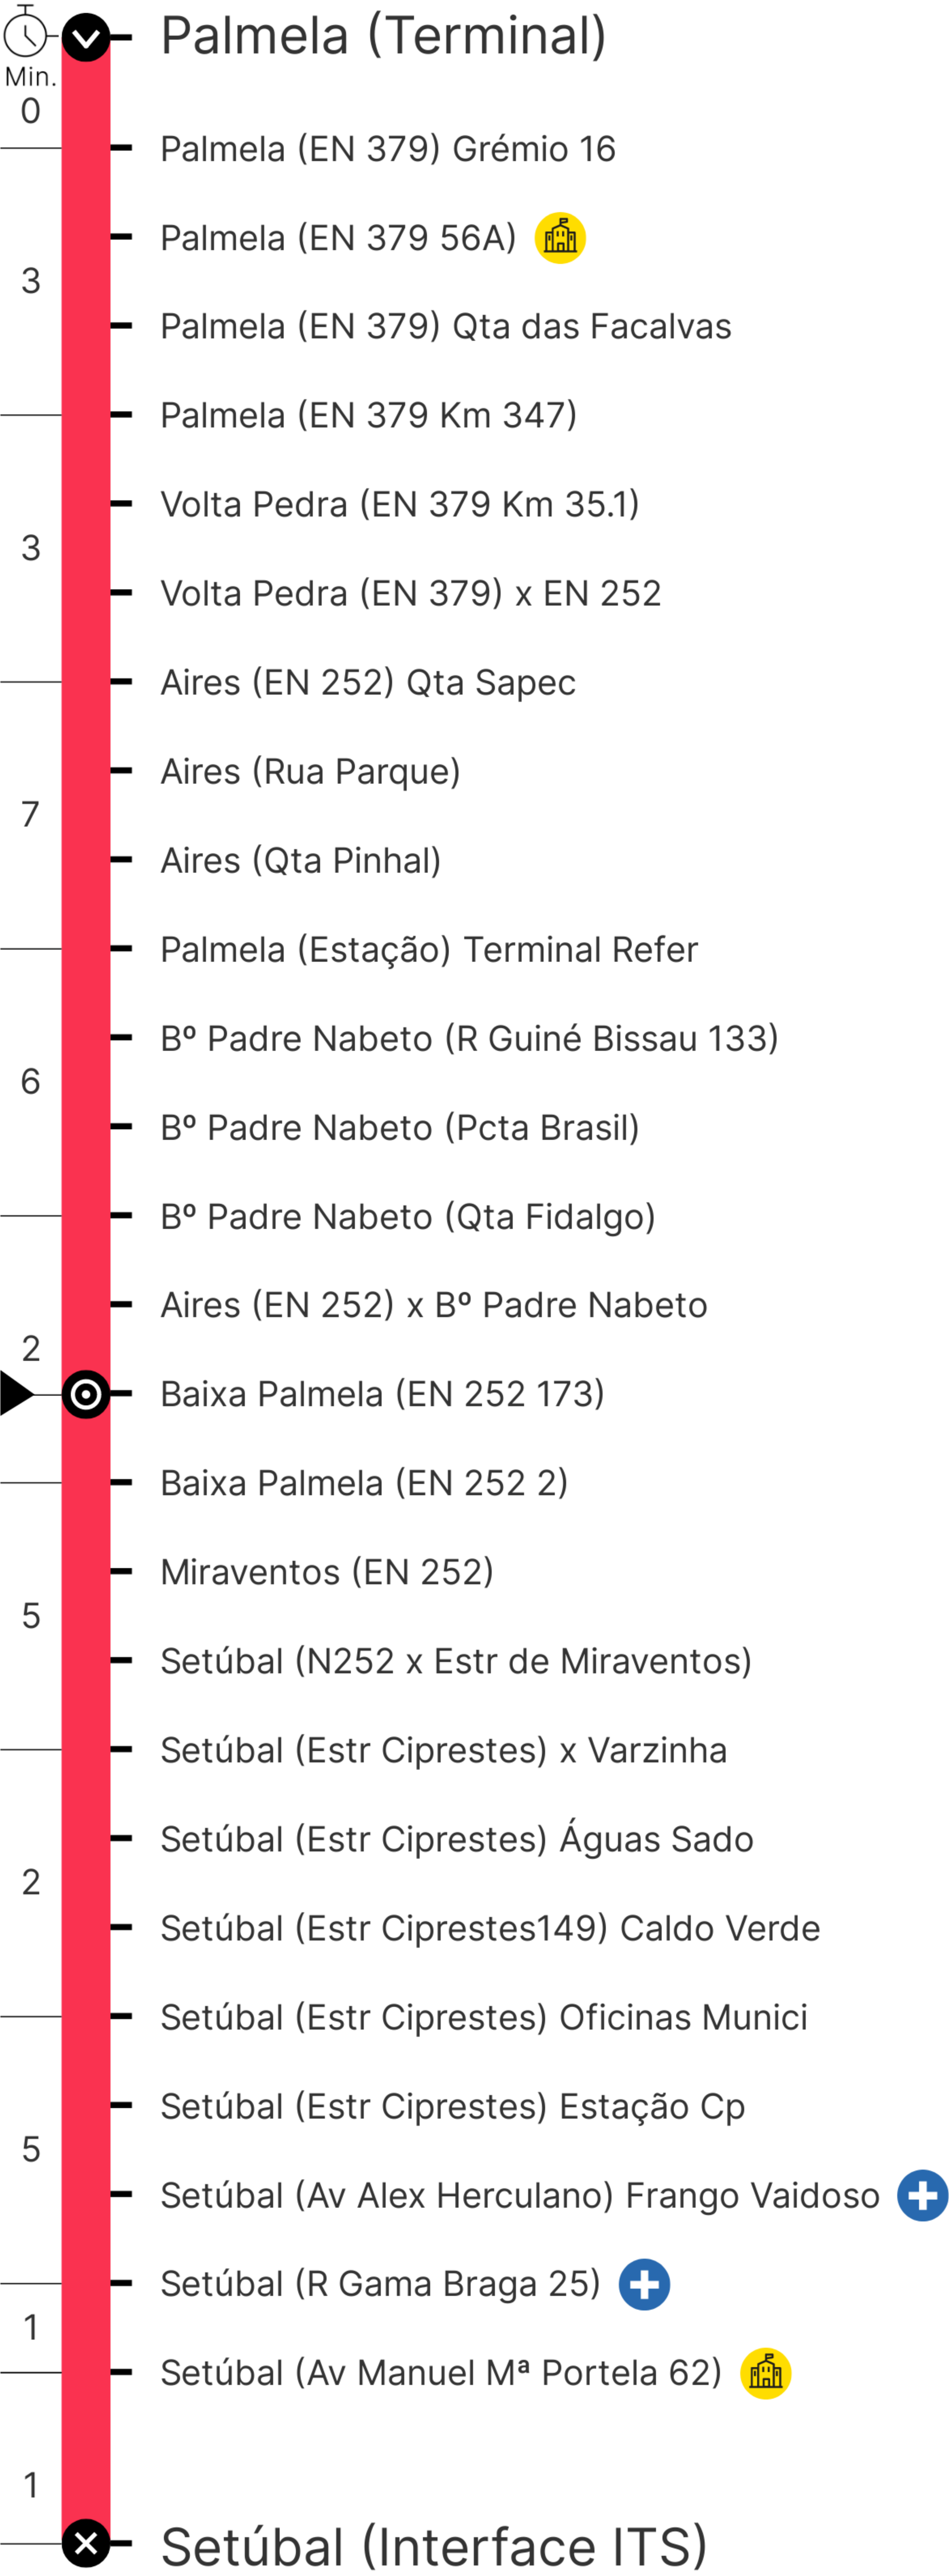 Palmela (Terminal)
Min.
0
Palmela (EN 379) Grémio 16
Palmela (EN 379 56A)
3
Palmela (EN 379) Qta das Facalvas
Palmela (EN 379 Km 347)
Volta Pedra (EN 379 Km 35.1)
3
Volta Pedra (EN 379) x EN 252
Aires (EN 252) Qta Sapec
Aires (Rua Parque)
7
Aires (Qta Pinhal)
Palmela (Estação) Terminal Refer
Bº Padre Nabeto (R Guiné Bissau 133)
6
Bº Padre Nabeto (Pcta Brasil)
Bº Padre Nabeto (Qta Fidalgo)
Aires (EN 252) x Bº Padre Nabeto
2
Baixa Palmela (EN 252 173)
Baixa Palmela (EN 252 2)
Miraventos (EN 252)
5
Setúbal (N252 x Estr de Miraventos)
Setúbal (Estr Ciprestes) x Varzinha
Setúbal (Estr Ciprestes) Águas Sado
2
Setúbal (Estr Ciprestes149) Caldo Verde
Setúbal (Estr Ciprestes) Oficinas Munici
Setúbal (Estr Ciprestes) Estação Cp
5
Setúbal (Av Alex Herculano) Frango Vaidoso
Setúbal (R Gama Braga 25)
1
Setúbal (Av Manuel Mª Portela 62)
1
Setúbal (Interface ITS)